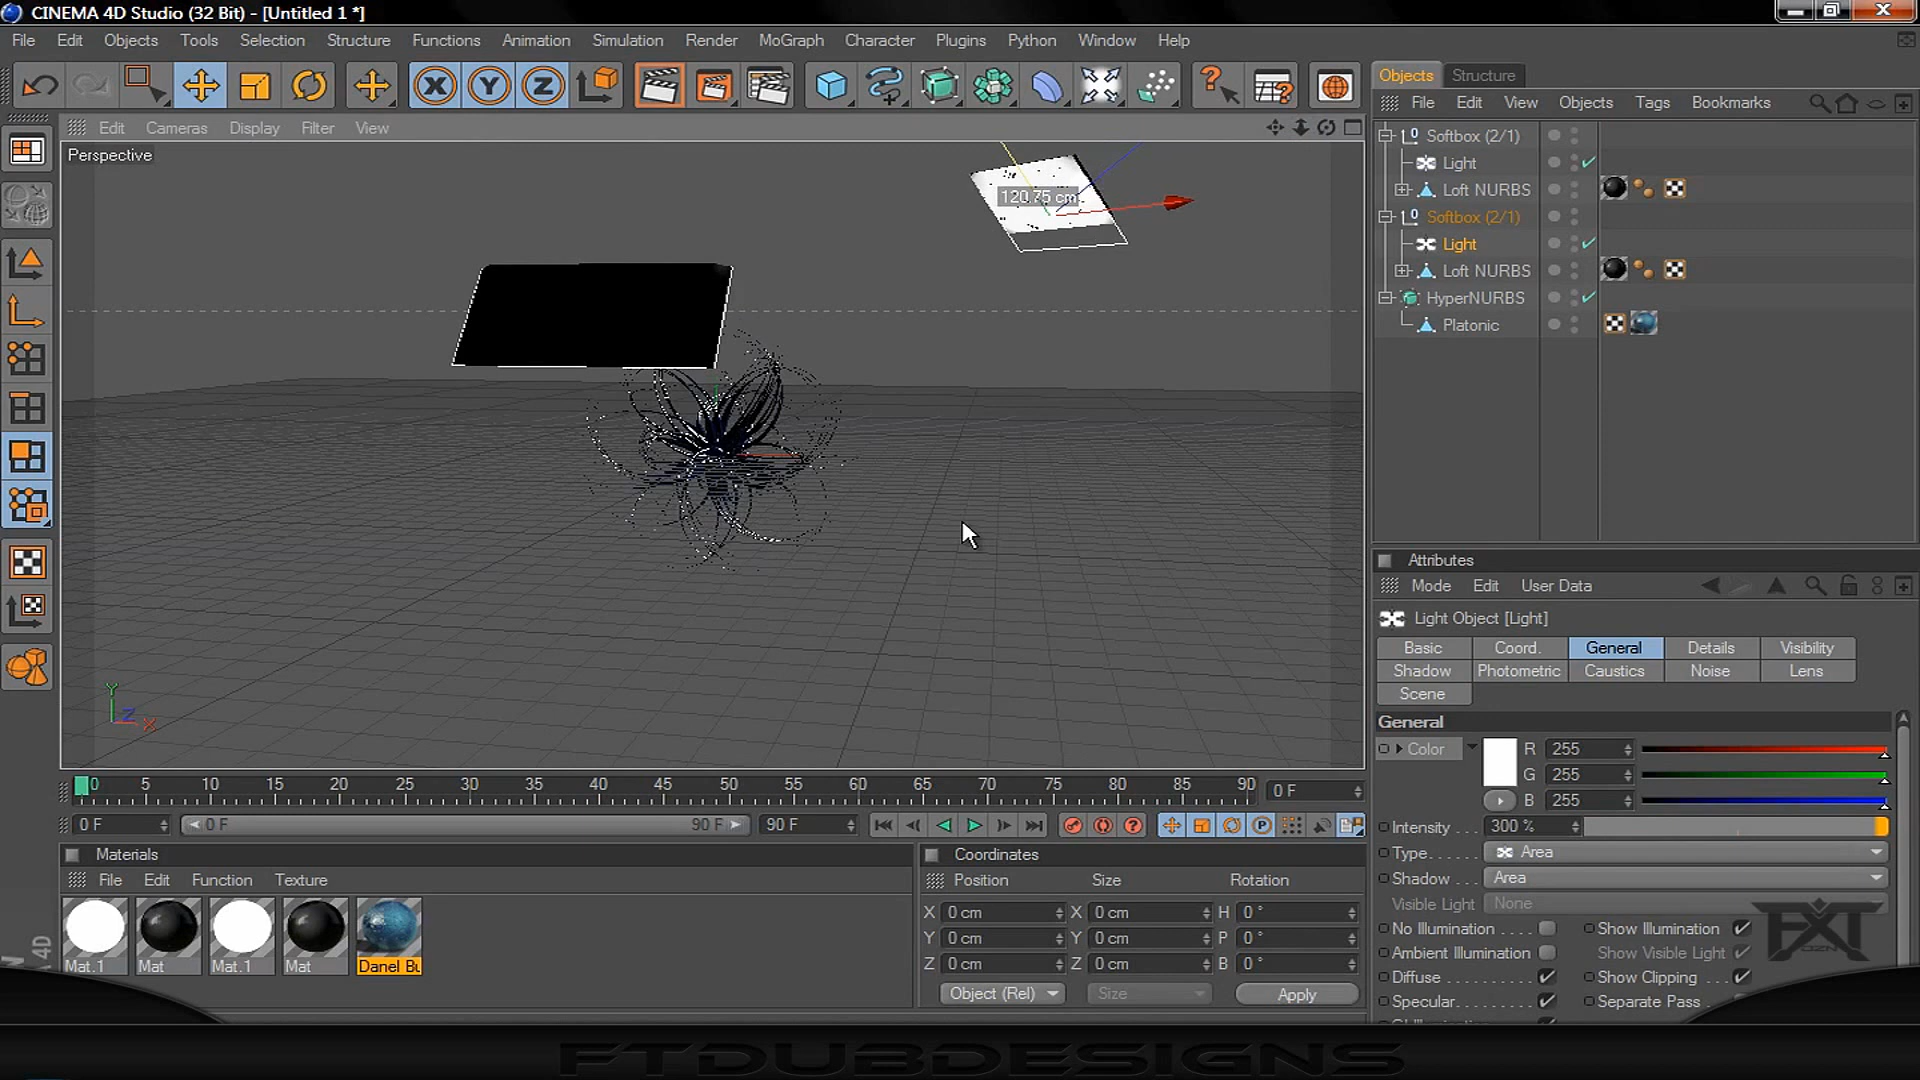 CINEMA 4D Studio (32 Bit) - [Untitled 1 *]
File Edit Objects Tools Selection Structure Functions Animation Simulation Render MoGraph Character Plugins Python Window Help
Objects Structure
File Edit View Objects Tags Bookmarks
Edit Cameras Display Filter View
Perspective
120.75 cm
Softbox (2/1)
Light
Loft NURBS
Softbox (2/1)
Light
Loft NURBS
HyperNURBS
Platonic
Y
Z
X
Attributes
Mode Edit User Data
Light Object [Light]
Basic Coord. General Details Visibility
Shadow Photometric Caustics Noise Lens
Scene
General
Color R 255
G 255
B 255
Intensity . . . 300 %
Type. . . . . . Area
Shadow . . . Area
Visible Light None
No Illumination . . . . Show Illumination
Ambient Illumination Show Visible Light
Diffuse . . . . . . . . . . Show Clipping . . .
Specular. . . . . . . . . Separate Pass . .
0 5 10 15 20 25 30 35 40 45 50 55 60 65 70 75 80 85 90 0 F
0 F 0 F 90 F 90 F
Materials
File Edit Function Texture
Mat.1 Mat Mat.1 Mat Danel Bu
Coordinates
Position Size Rotation
X 0 cm X 0 cm H 0 °
Y 0 cm Y 0 cm P 0 °
Z 0 cm Z 0 cm B 0 °
Object (Rel) Size Apply
4D
FXT
DZN
FTDUBDESIGNS